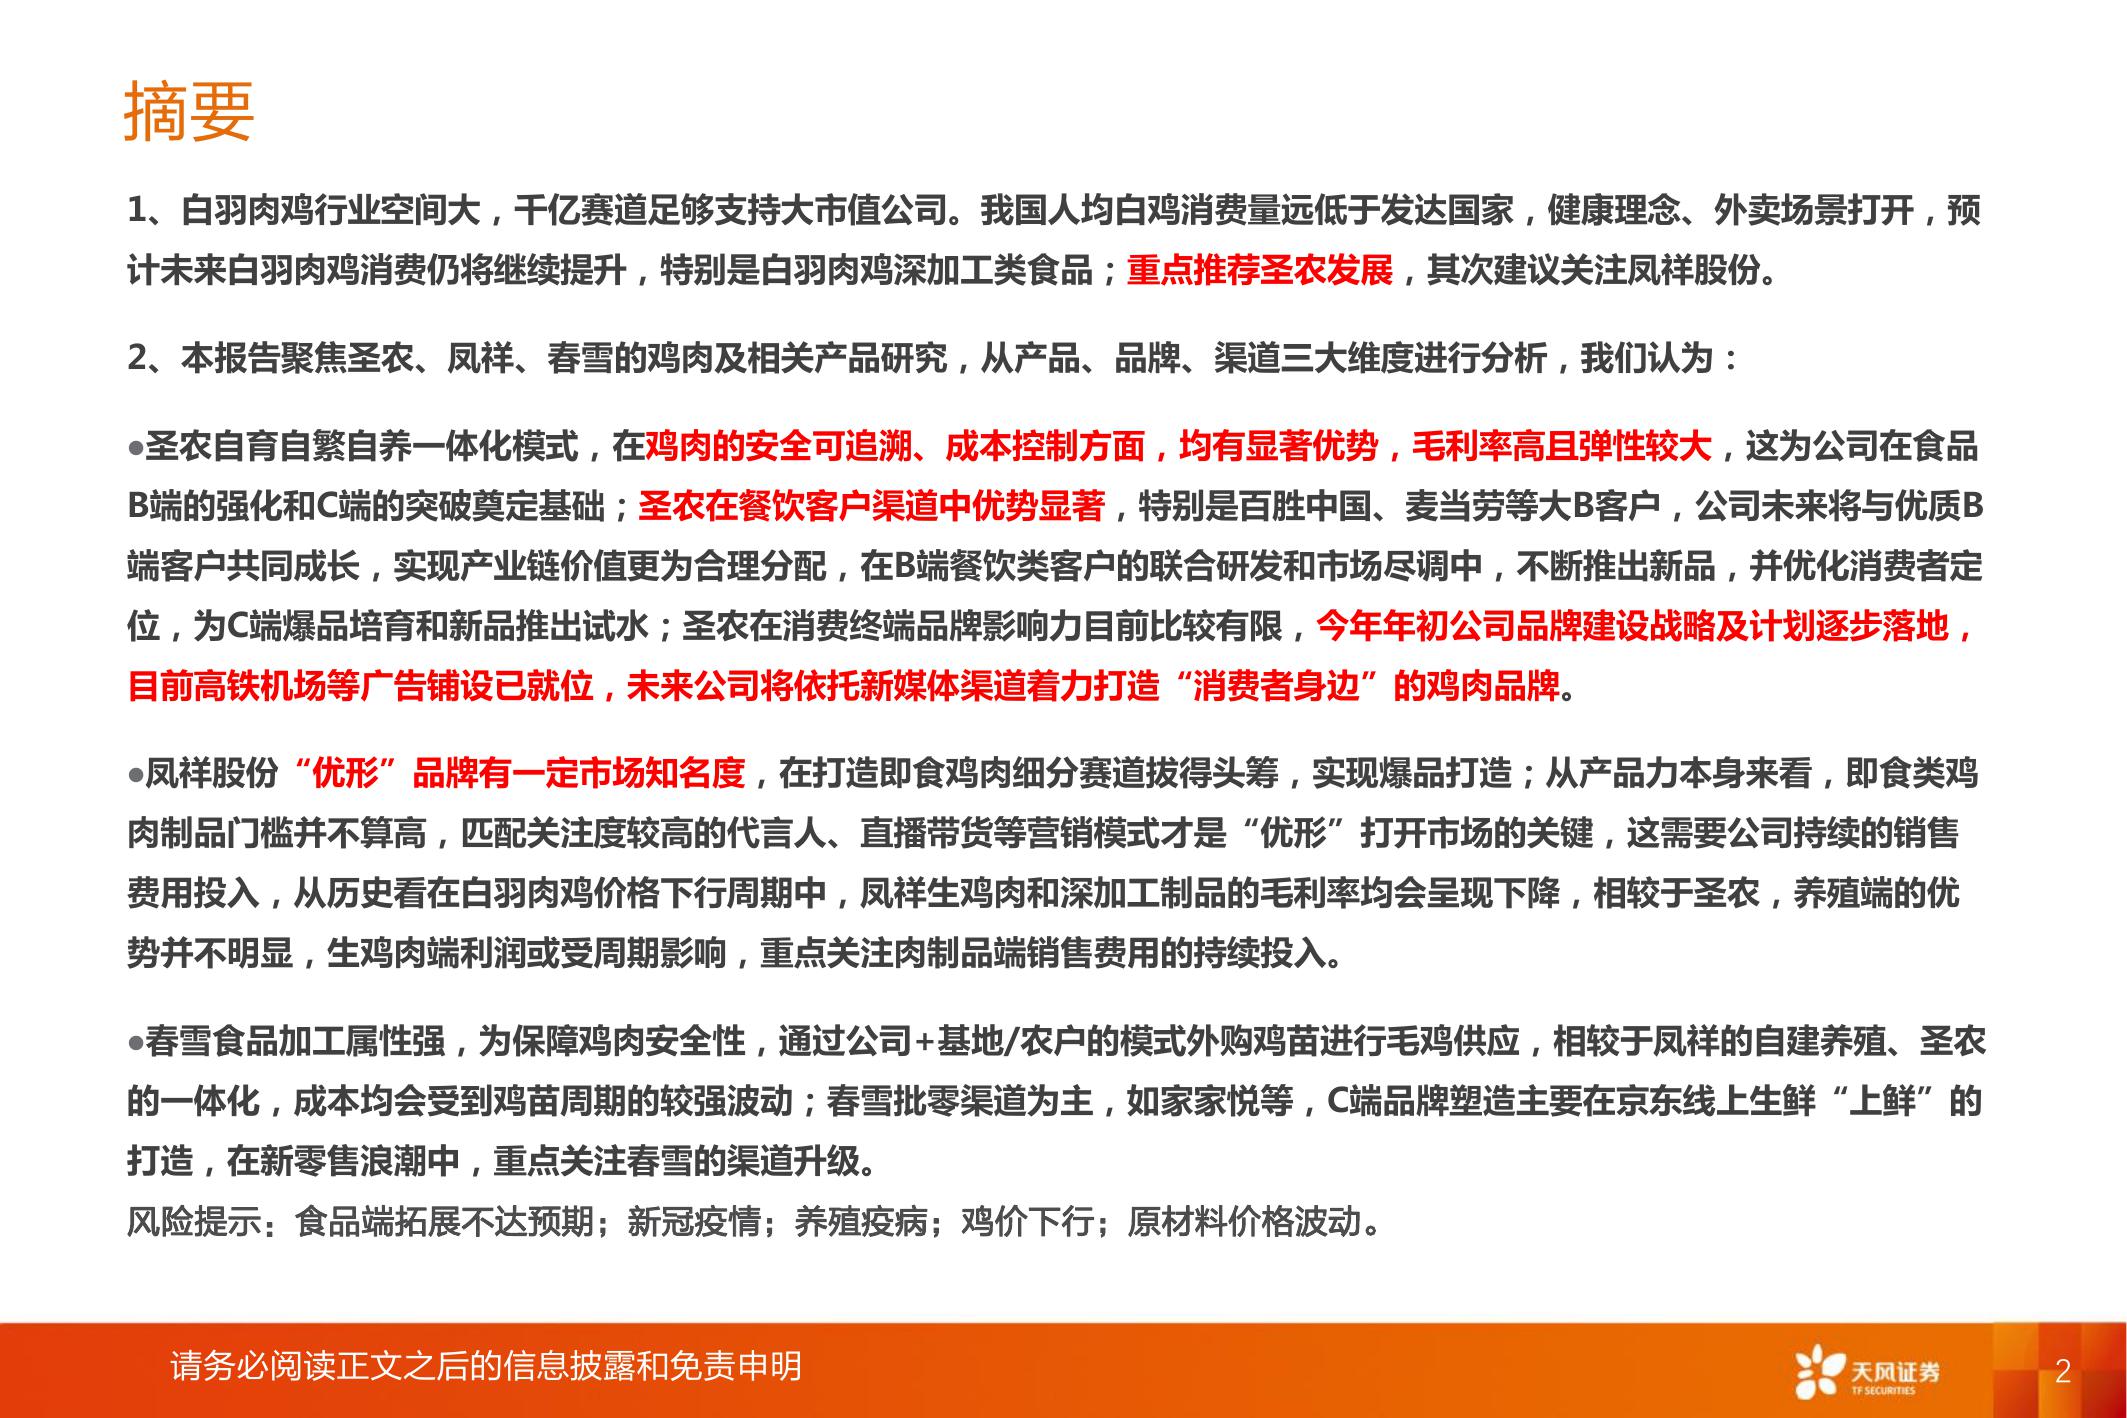 摘要
1、白羽肉鸡行业空间大，千亿赛道足够支持大市值公司。我国人均白鸡消费量远低于发达国家，健康理念、外卖场景打开，预
计未来白羽肉鸡消费仍将继续提升，特别是白羽肉鸡深加工类食品；重点推荐圣农发展，其次建议关注凤祥股份。
2、本报告聚焦圣农、凤祥、春雪的鸡肉及相关产品研究，从产品、品牌、渠道三大维度进行分析，我们认为：
●圣农自育自繁自养一体化模式，在鸡肉的安全可追溯、成本控制方面，均有显著优势，毛利率高且弹性较大，这为公司在食品
B端的强化和C端的突破奠定基础；圣农在餐饮客户渠道中优势显著，特别是百胜中国、麦当劳等大B客户，公司未来将与优质B
端客户共同成长，实现产业链价值更为合理分配，在B端餐饮类客户的联合研发和市场尽调中，不断推出新品，并优化消费者定
位，为C端爆品培育和新品推出试水；圣农在消费终端品牌影响力目前比较有限，今年年初公司品牌建设战略及计划逐步落地，
目前高铁机场等广告铺设已就位，未来公司将依托新媒体渠道着力打造“消费者身边”的鸡肉品牌。
●凤祥股份“优形”品牌有一定市场知名度，在打造即食鸡肉细分赛道拔得头筹，实现爆品打造；从产品力本身来看，即食类鸡
肉制品门槛并不算高，匹配关注度较高的代言人、直播带货等营销模式才是“优形”打开市场的关键，这需要公司持续的销售
费用投入，从历史看在白羽肉鸡价格下行周期中，凤祥生鸡肉和深加工制品的毛利率均会呈现下降，相较于圣农，养殖端的优
势并不明显，生鸡肉端利润或受周期影响，重点关注肉制品端销售费用的持续投入。
●春雪食品加工属性强，为保障鸡肉安全性，通过公司+基地/农户的模式外购鸡苗进行毛鸡供应，相较于凤祥的自建养殖、圣农
的一体化，成本均会受到鸡苗周期的较强波动；春雪批零渠道为主，如家家悦等，C端品牌塑造主要在京东线上生鲜“上鲜”的
打造，在新零售浪潮中，重点关注春雪的渠道升级。
风险提示：食品端拓展不达预期；新冠疫情；养殖疫病；鸡价下行；原材料价格波动。
请务必阅读正文之后的信息披露和免责申明
天风证券
TF SECURITIES
2